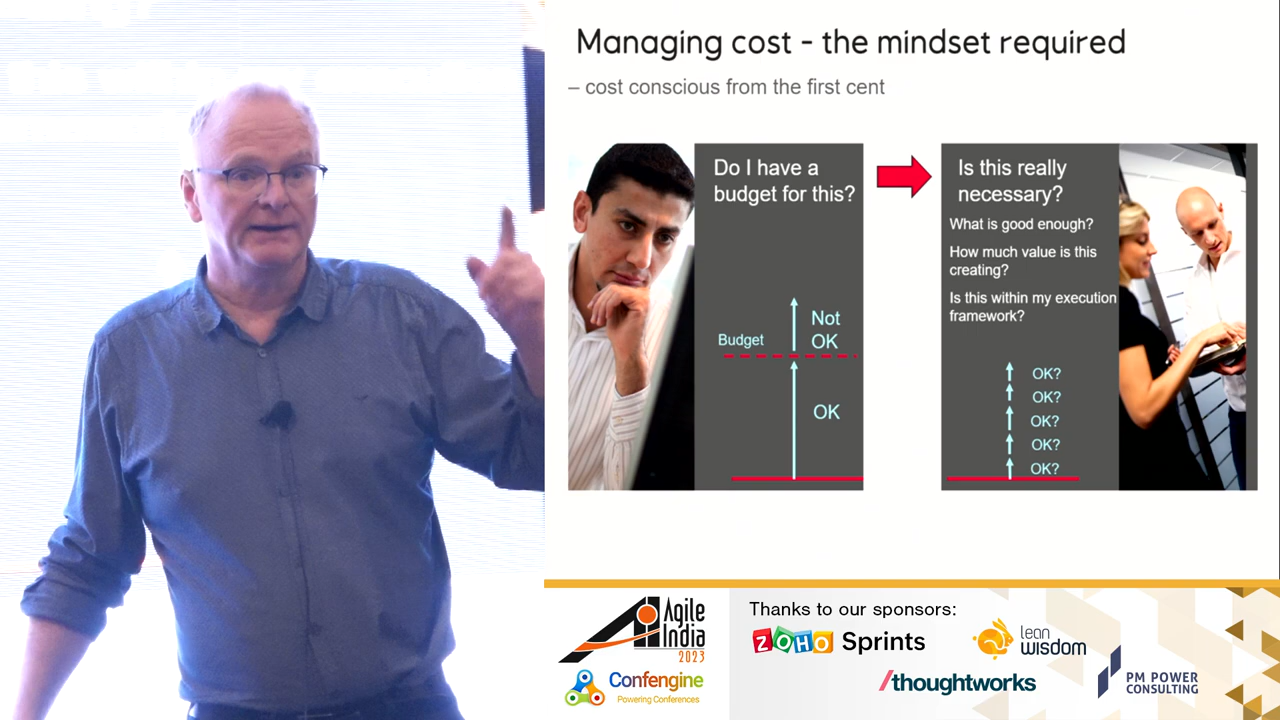 Managing cost - the mindset required
– cost conscious from the first cent
Do I have a
budget for this?
Not
OK
Budget
OK
Is this really
necessary?
What is good enough?
How much value is this
creating?
Is this within my execution
framework?
OK?
OK?
OK?
OK?
OK?
Agile
India
2023
Confengine
Powering Conferences
Thanks to our sponsors:
ZOHO Sprints
lean
wisdom
/thoughtworks
PM POWER
CONSULTING